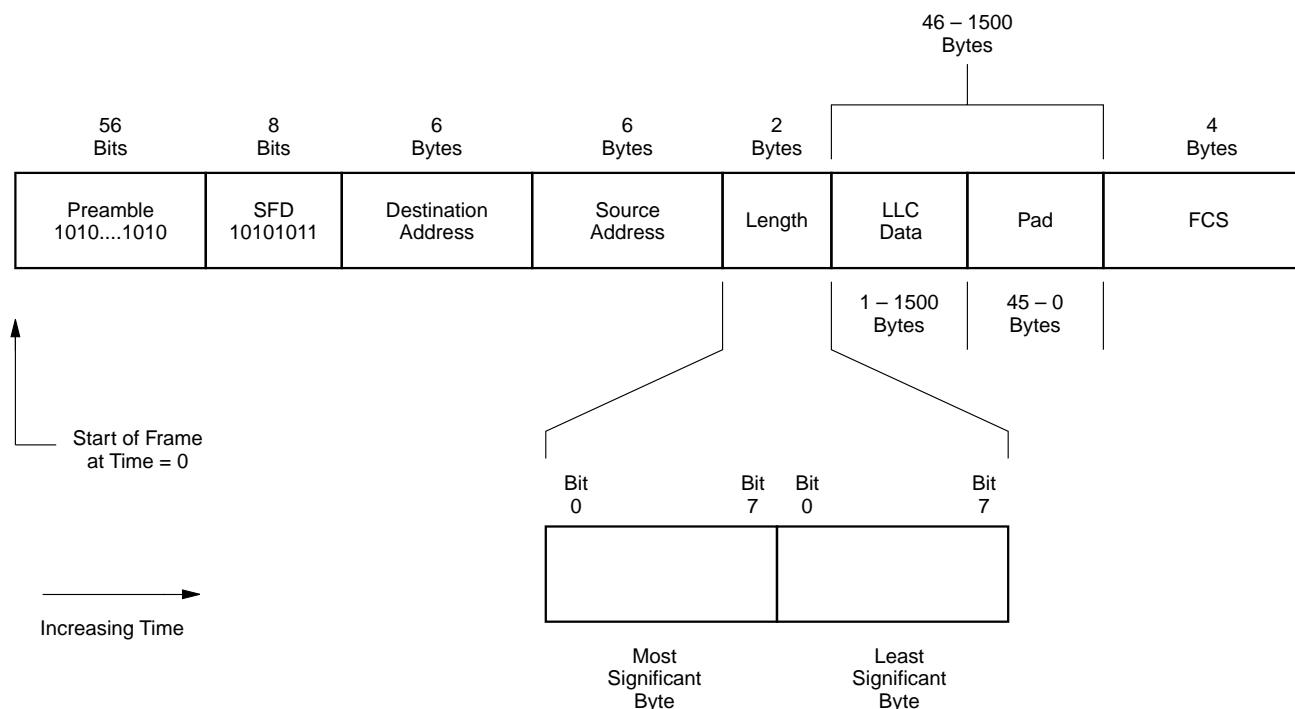 46 – 1500
Bytes
56
Bits
8
Bits
6
Bytes
6
Bytes
2
Bytes
4
Bytes
Preamble
1010....1010
SFD
10101011
Destination
Address
Source
Address
Length
LLC
Data
Pad
FCS
1 – 1500
Bytes
45 – 0
Bytes
Start of Frame
at Time = 0
Bit
0
Bit
7
Bit
0
Bit
7
Increasing Time
Most
Significant
Byte
Least
Significant
Byte